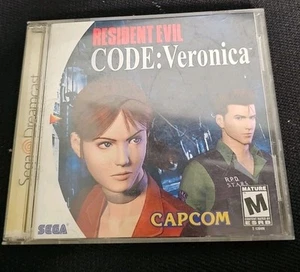 RESIDENT EVIL
CODE:Veronica
Sega Dreamcast
R.P.D.
S.T.A.R.S.
MATURE
M
ESRB
SEGA
CAPCOM